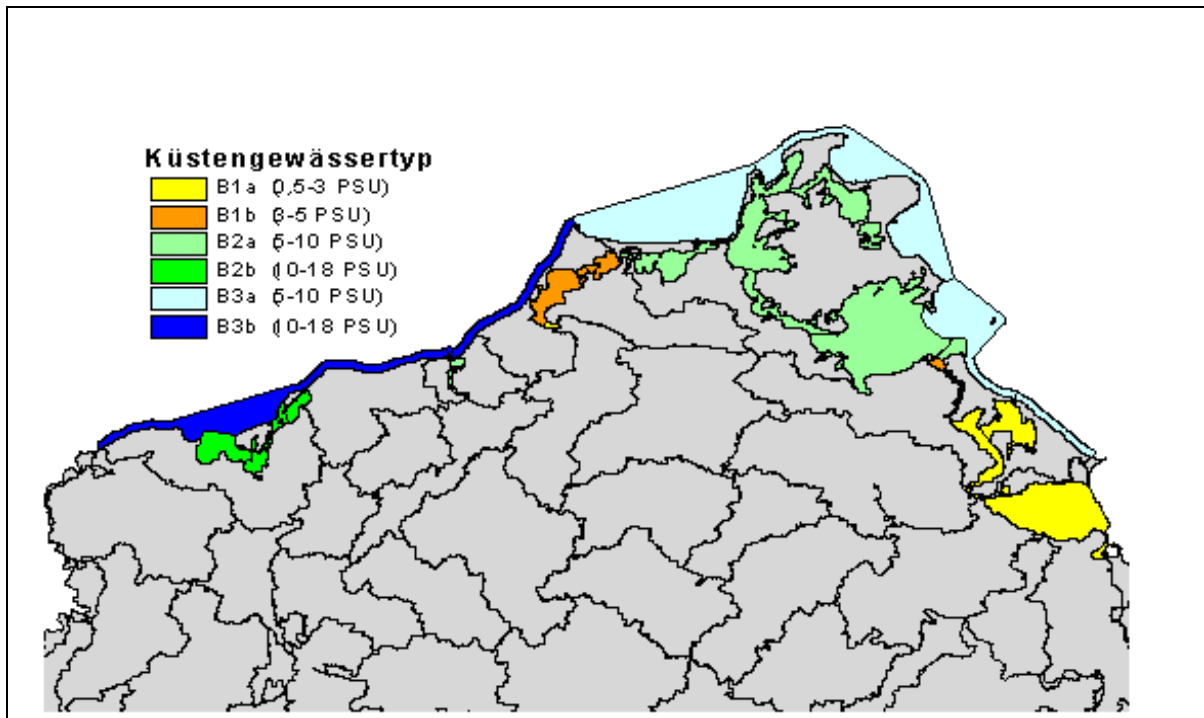 Küstengewässertyp
B1a (0,5-3 PSU)
B1b (3-5 PSU)
B2a (5-10 PSU)
B2b (10-18 PSU)
B3a (5-10 PSU)
B3b (10-18 PSU)